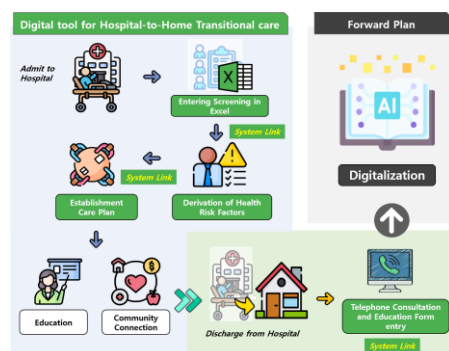 Digital tool for Hospital-to-Home Transitional care
Forward Plan
Admit to
Hospital
X
Entering Screening in
Excel
System Link
AI
Digitalization
System Link
Establishment
Care Plan
Derivation of Health
Risk Factors
Education
Community
Connection
Discharge from Hospital
Telephone Consultation
and Education Form
entry
System Link